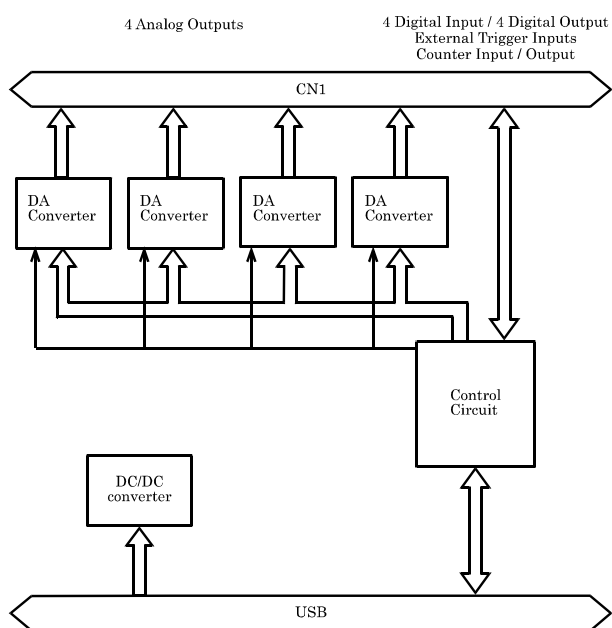 4 Analog Outputs
4 Digital Input / 4 Digital Output
External Trigger Inputs
Counter Input / Output
CN1
DA
Converter
DA
Converter
DA
Converter
DA
Converter
Control
Circuit
DC/DC
converter
USB